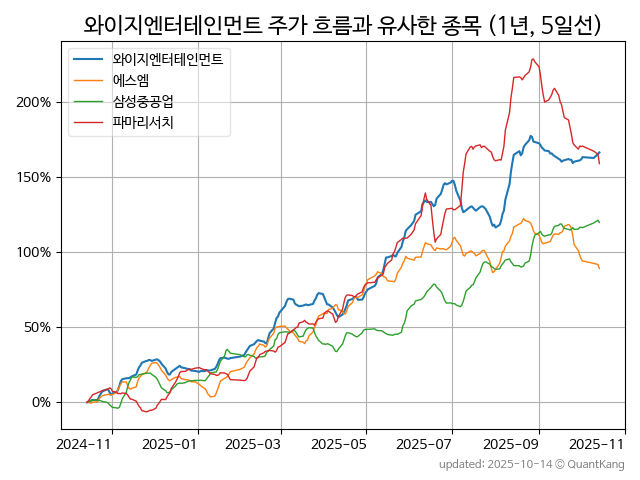 와이지엔터테인먼트 주가 흐름과 유사한 종목 (1년, 5일선)
와이지엔터테인먼트
에스엠
삼성중공업
파마리서치
200%
150%
100%
50%
0%
2024-11 2025-01 2025-03 2025-05 2025-07 2025-09 2025-11
updated: 2025-10-14 © QuantKang